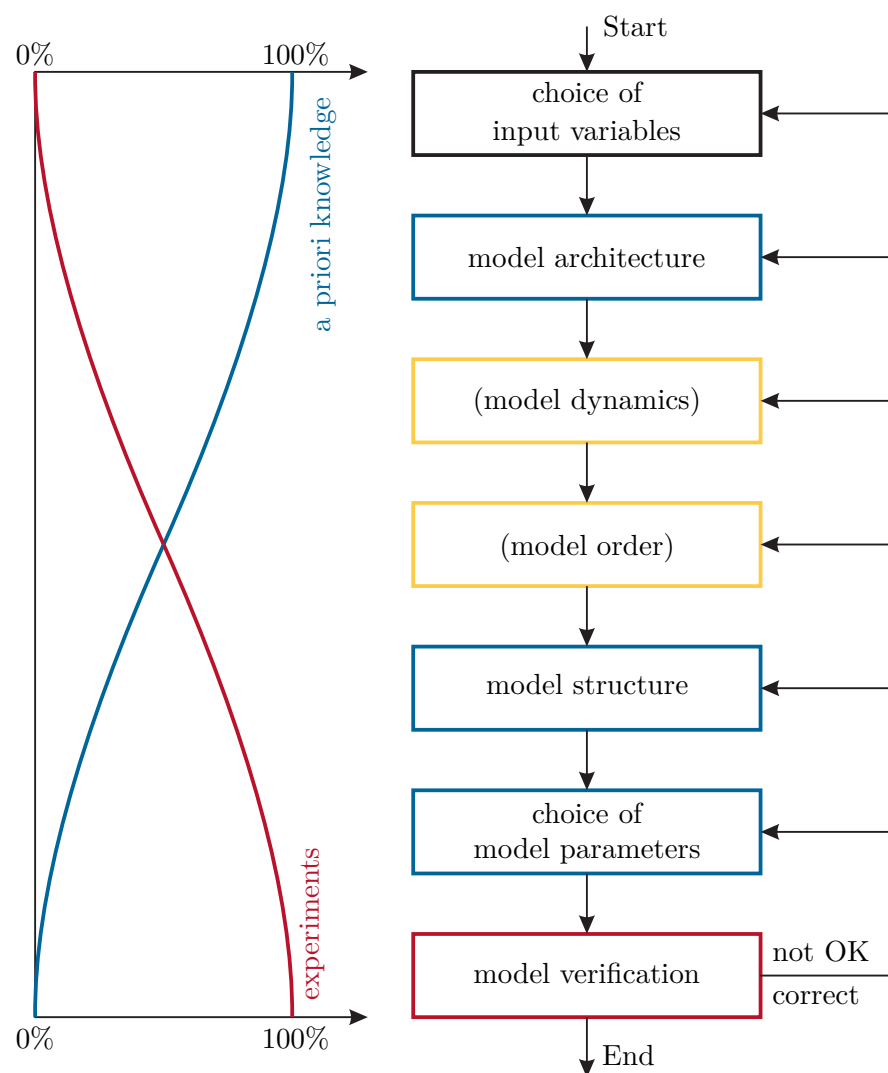 Start
0%
100%
a priori knowledge
choice of
input variables
model architecture
(model dynamics)
(model order)
model structure
choice of
model parameters
experiments
model verification
not OK
correct
0%
100%
End